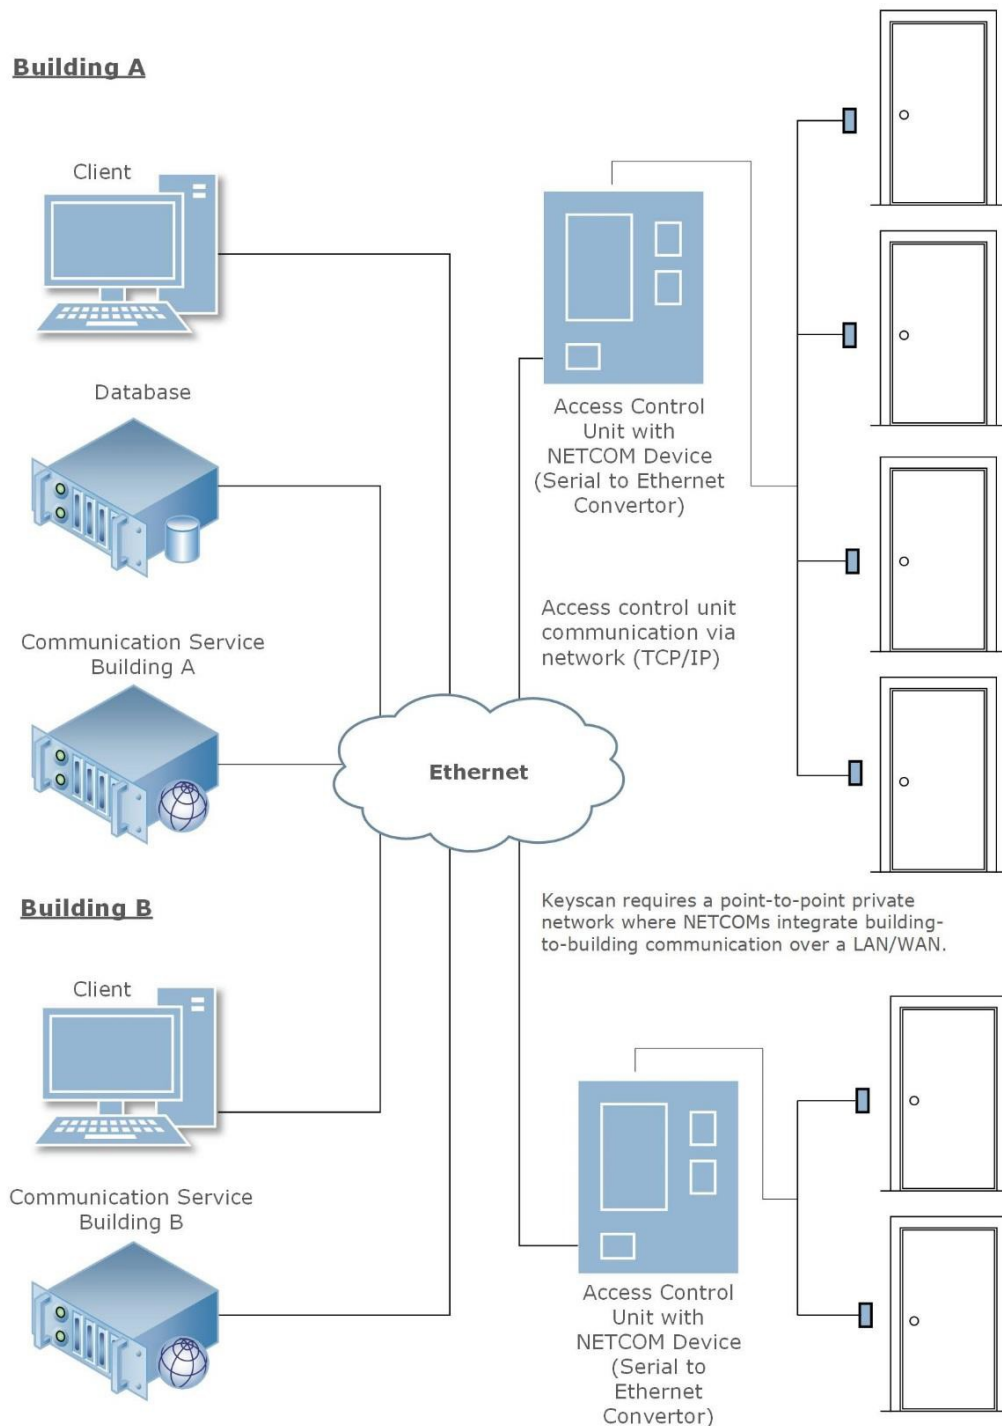 Building A
Client
Database
Communication Service
Building A
Access Control
Unit with
NETCOM Device
(Serial to Ethernet
Convertor)
Access control unit
communication via
network (TCP/IP)
Ethernet
Keyscan requires a point-to-point private
network where NETCOMs integrate building-
to-building communication over a LAN/WAN.
Building B
Client
Communication Service
Building B
Access Control
Unit with
NETCOM Device
(Serial to
Ethernet
Convertor)